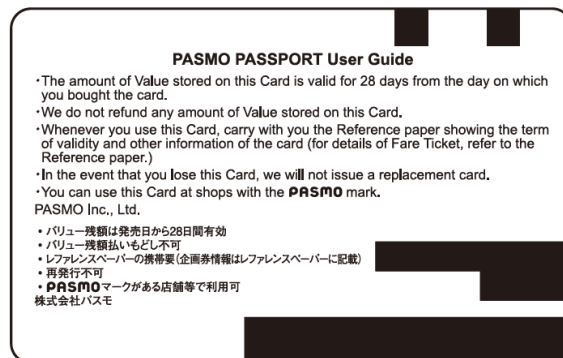 PASMO PASSPORT User Guide
・The amount of Value stored on this Card is valid for 28 days from the day on which
you bought the card.
・We do not refund any amount of Value stored on this Card.
・Whenever you use this Card, carry with you the Reference paper showing the term
of validity and other information of the card (for details of Fare Ticket, refer to the
Reference paper.)
・In the event that you lose this Card, we will not issue a replacement card.
・You can use this Card at shops with the PASMO mark.
PASMO Inc., Ltd.
• バリュー残額は発売日から28日間有効
• バリュー残額払いもどし不可
• レファレンスペーパーの携帯要(企画券情報はレファレンスペーパーに記載)
• 再発行不可
• PASMOマークがある店舗等で利用可
株式会社パスモ